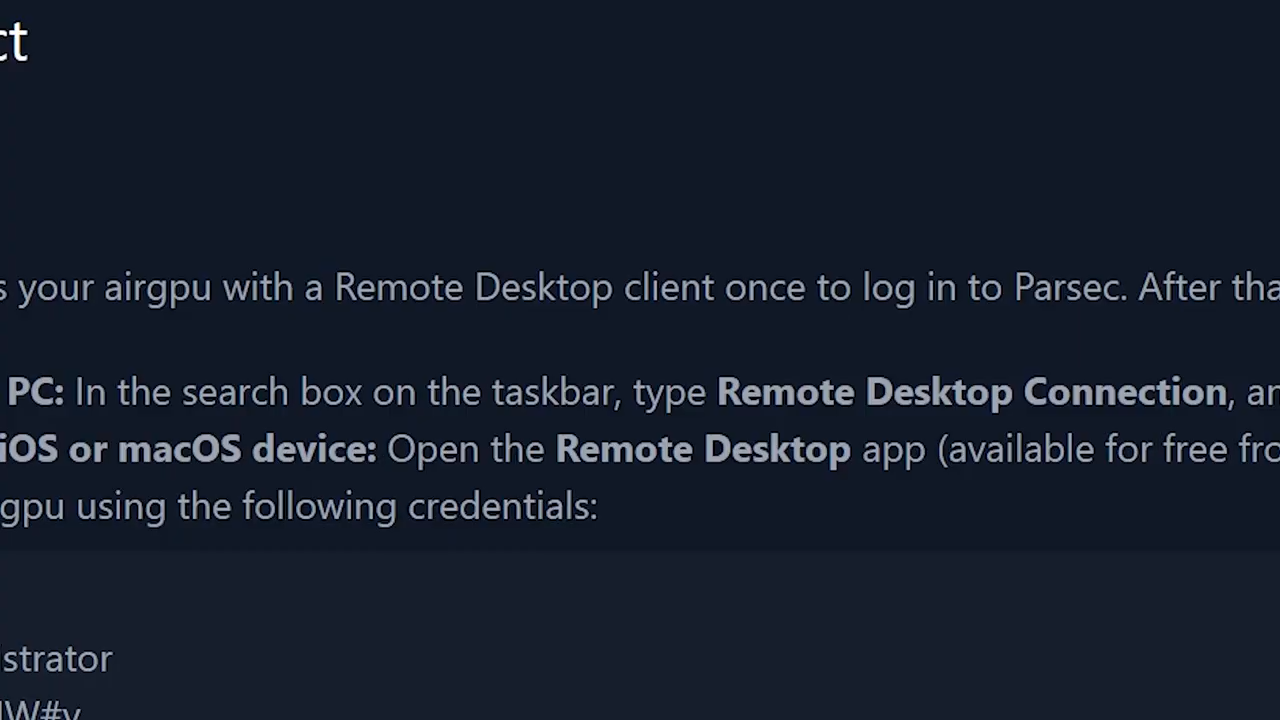 ct
s your airgpu with a Remote Desktop client once to log in to Parsec. After tha
PC: In the search box on the taskbar, type Remote Desktop Connection, an
iOS or macOS device: Open the Remote Desktop app (available for free fro
gpu using the following credentials:
strator
W#y